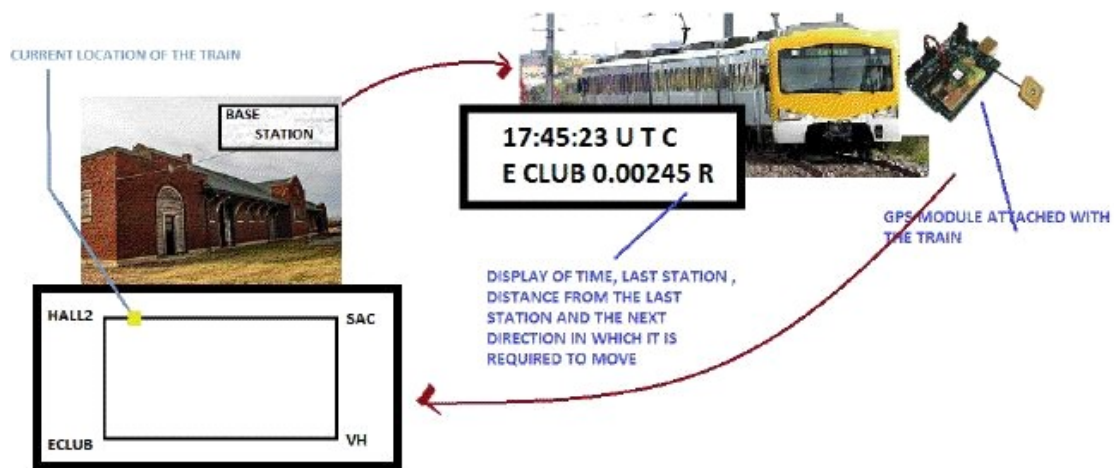 CURRENT LOCATION OF THE TRAIN
BASE
STATION
17:45:23 U T C
E CLUB 0.00245 R
GPS MODULE ATTACHED WITH
THE TRAIN
DISPLAY OF TIME, LAST STATION ,
DISTANCE FROM THE LAST
STATION AND THE NEXT
DIRECTION IN WHICH IT IS
REQUIRED TO MOVE
HALL2
SAC
ECLUB
VH